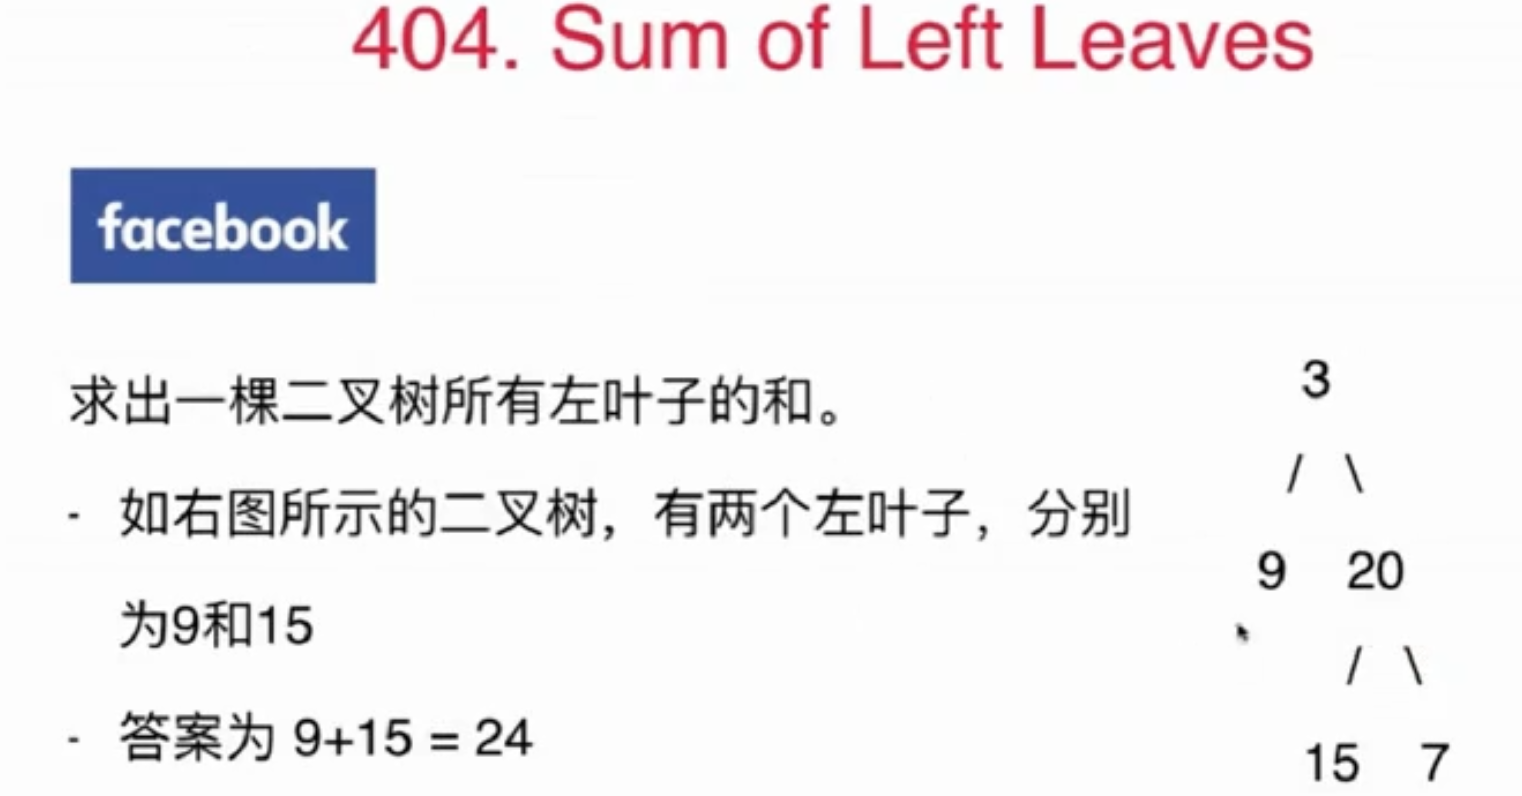 404. Sum of Left Leaves
facebook
求出一棵二叉树所有左叶子的和。
- 如右图所示的二叉树，有两个左叶子，分别
为9和15
- 答案为 9+15 = 24
3
/ \
9 20
/ \
15 7